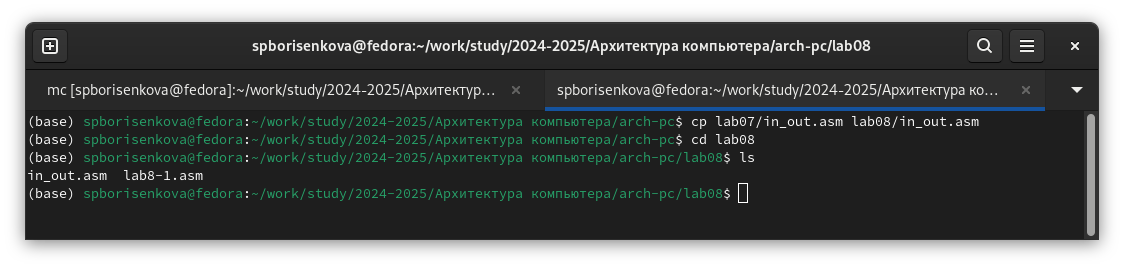 spborisenkova@fedora:~/work/study/2024-2025/Архитектура компьютера/arch-pc/lab08
mc [spborisenkova@fedora]:~/work/study/2024-2025/Архитектур...
spborisenkova@fedora:~/work/study/2024-2025/Архитектура ко...
(base) spborisenkova@fedora:~/work/study/2024-2025/Архитектура компьютера/arch-pc$ cp lab07/in_out.asm lab08/in_out.asm
(base) spborisenkova@fedora:~/work/study/2024-2025/Архитектура компьютера/arch-pc$ cd lab08
(base) spborisenkova@fedora:~/work/study/2024-2025/Архитектура компьютера/arch-pc/lab08$ ls
in_out.asm  lab8-1.asm
(base) spborisenkova@fedora:~/work/study/2024-2025/Архитектура компьютера/arch-pc/lab08$